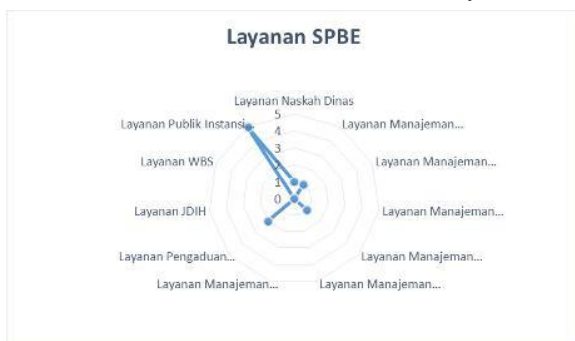 Layanan SPBE
Layanan Naskah Dinas
5
Layanan Publik Instansi
4
Layanan Manajeman...
3
Layanan WBS
2
Layanan Manajeman...
1
0
Layanan JDIH
Layanan Manajeman...
Layanan Pengaduan...
Layanan Manajeman...
Layanan Manajeman...
Layanan Manajeman...